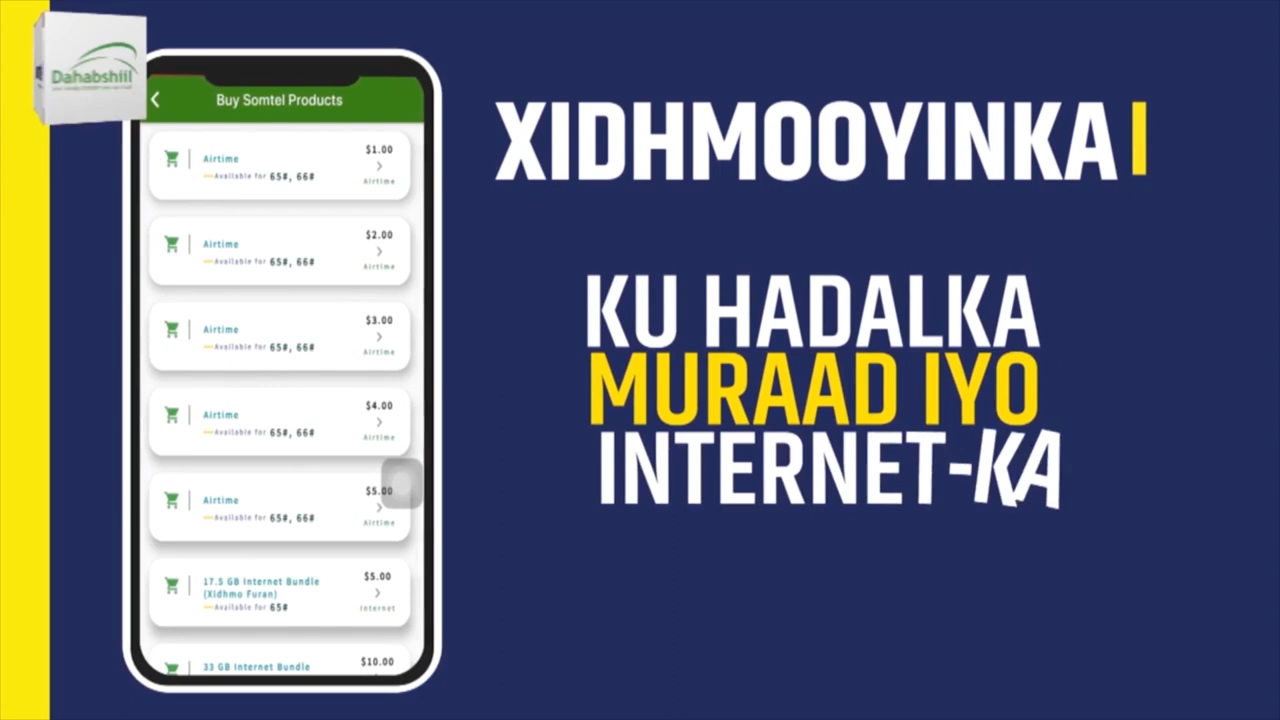 Dahabshiil
Buy Somtel Products
Airtime
Available for 65#, 66#
$1.00
Airtime
Airtime
Available for 65#, 66#
$2.00
Airtime
Airtime
Available for 65#, 66#
$3.00
Airtime
Airtime
Available for 65#, 66#
$4.00
Airtime
Airtime
Available for 65#, 66#
$5.00
Airtime
17.5 GB Internet Bundle
(Xidhmo Furan)
Available for 65#
$5.00
Internet
33 GB Internet Bundle
$10.00
XIDHMOOYINKA
KU HADALKA
MURAAD IYO
INTERNET-KA